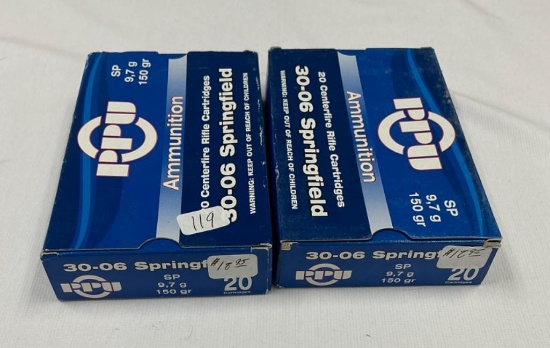 PPU
Ammunition
SP
9,7 g
150 gr
20 Centerfire Rifle Cartridges
30-06 Springfield
WARNING: KEEP OUT OF REACH OF CHILDREN
119
30-06 Springf
PPU
SP
9,7 g
150 gr
20
Cartridges
PPU
Ammunition
SP
9,7 g
150 gr
20 Centerfire Rifle Cartridges
30-06 Springfield
WARNING: KEEP OUT OF REACH OF CHILDREN
30-06 Springfie
PPU
SP
9,7 g
150 gr
20
Cartridges